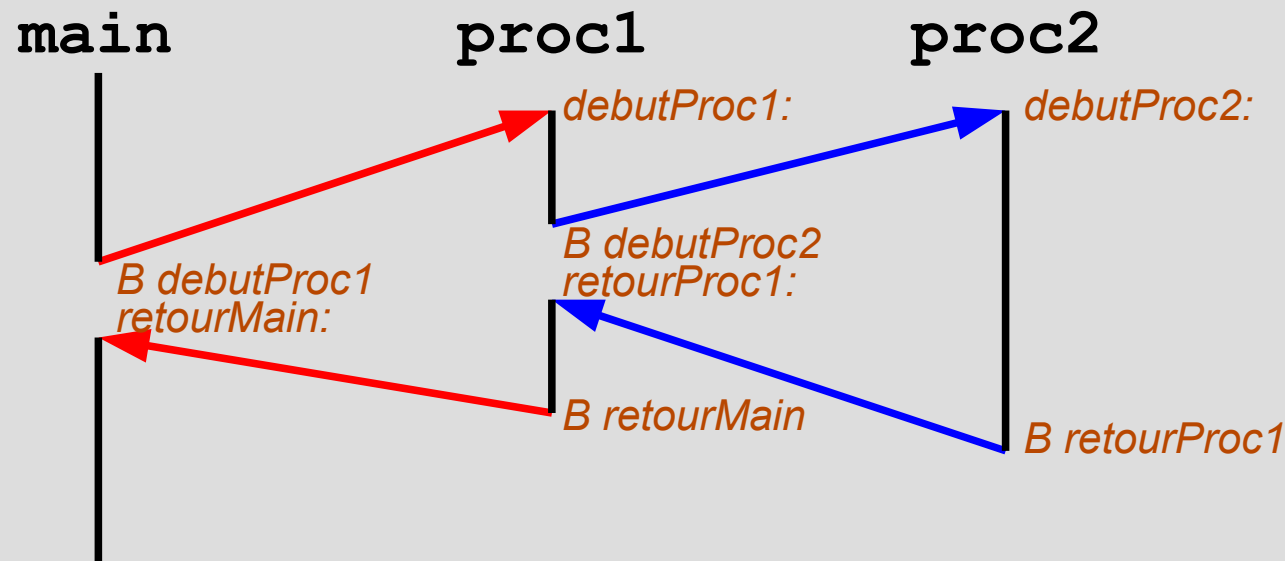 main
proc1
proc2
debutProc1:
debutProc2:
B debutProc1
retourMain:
B debutProc2
retourProc1:
B retourMain
B retourProc1